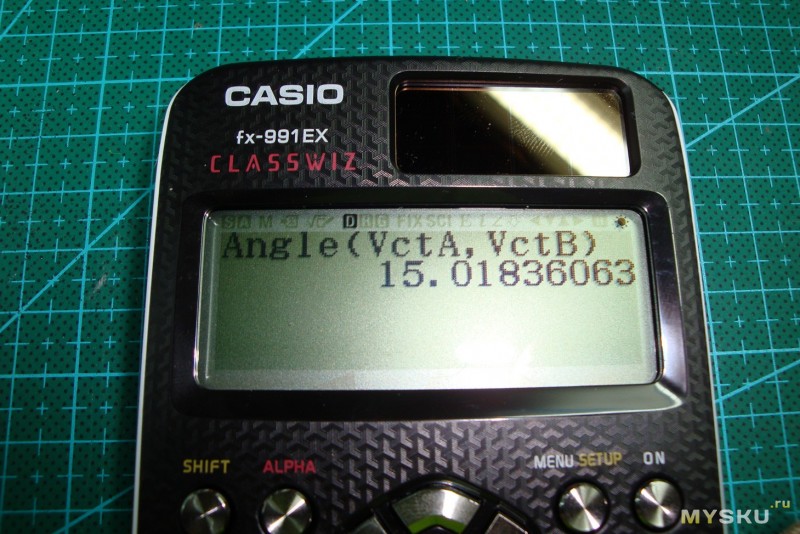 CASIO
fx-991EX
CLASSWIZ
D
Angle(VctA,VctB)
15.01836063
SHIFT ALPHA MENU SETUP ON
MYSKU.ru